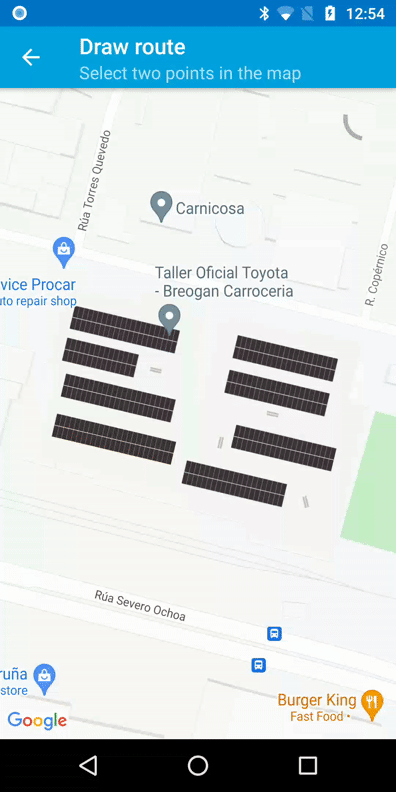 12:54
Draw route
Select two points in the map
Rúa Torres Quevedo
Carnicosa
R. Copérnico
vice Procar
uto repair shop
Taller Oficial Toyota
- Breogan Carroceria
Rúa Severo Ochoa
ruña
store
Burger King
Fast Food •
Google